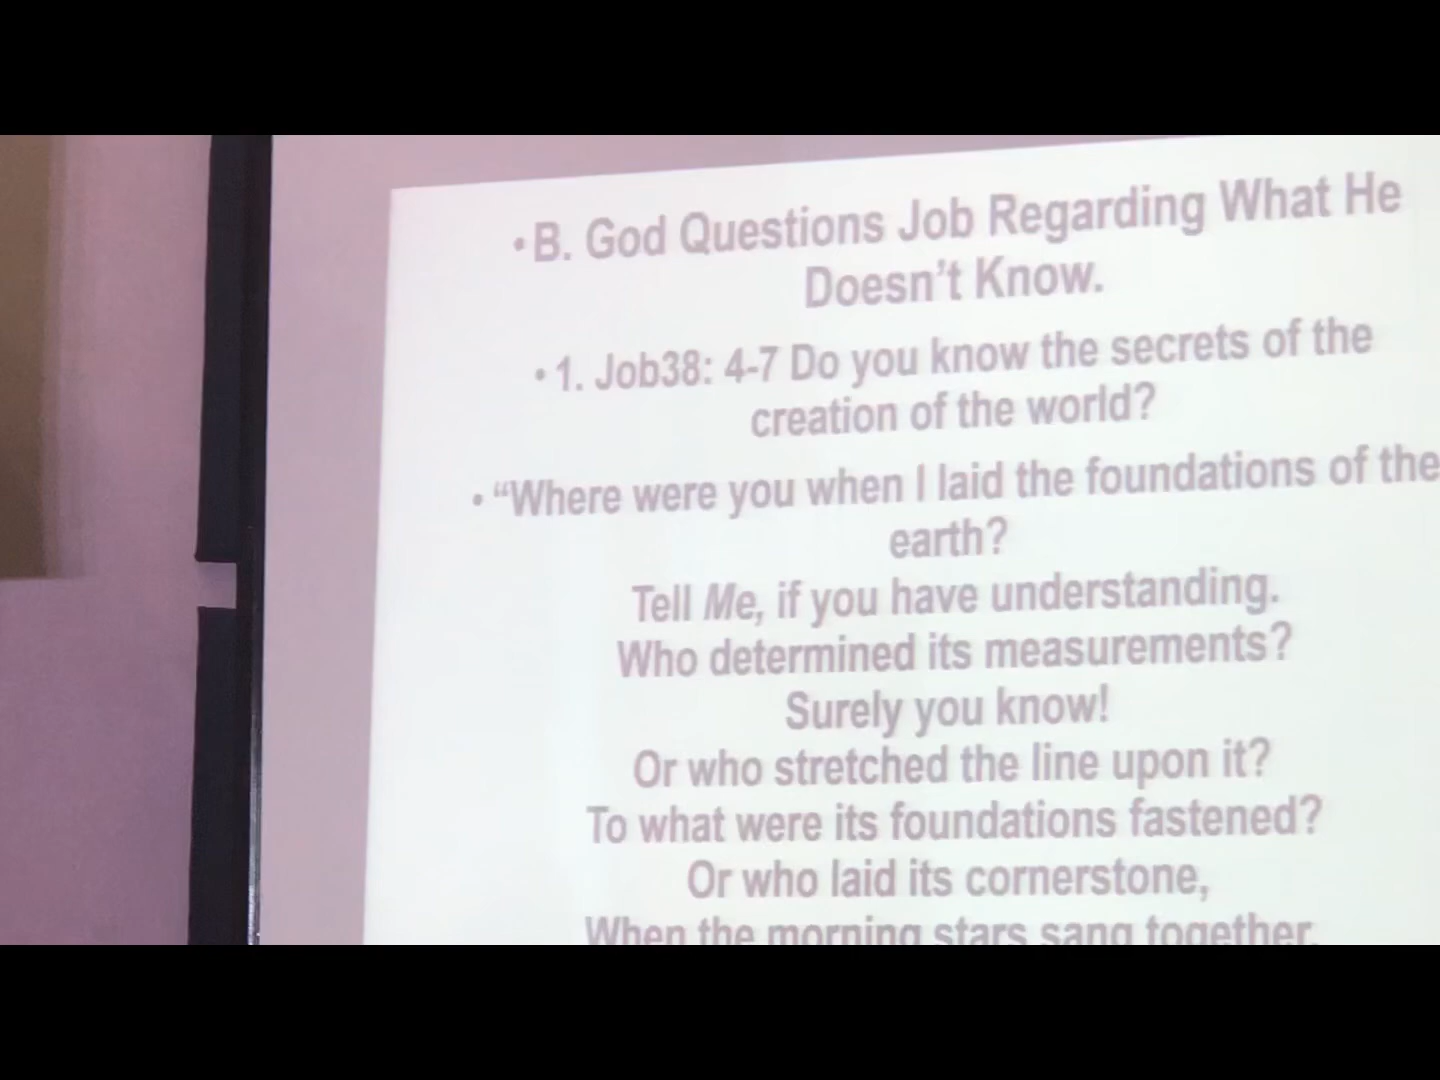 • B. God Questions Job Regarding What He
Doesn't Know.
• 1. Job38: 4-7 Do you know the secrets of the
creation of the world?
• “Where were you when I laid the foundations of the
earth?
Tell Me, if you have understanding.
Who determined its measurements?
Surely you know!
Or who stretched the line upon it?
To what were its foundations fastened?
Or who laid its cornerstone,
When the morning stars sang together,